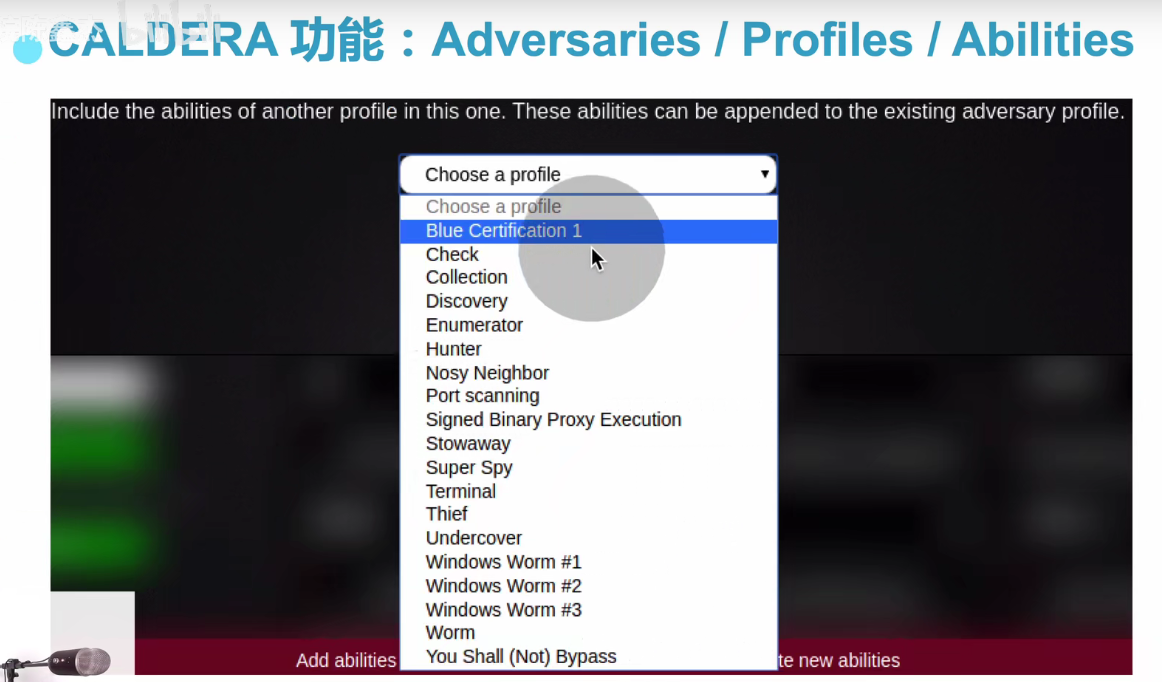 CALDERA 功能：Adversaries / Profiles / Abilities
Include the abilities of another profile in this one. These abilities can be appended to the existing adversary profile.
Choose a profile
Choose a profile
Blue Certification 1
Check
Collection
Discovery
Enumerator
Hunter
Nosy Neighbor
Port scanning
Signed Binary Proxy Execution
Stowaway
Super Spy
Terminal
Thief
Undercover
Windows Worm #1
Windows Worm #2
Windows Worm #3
Worm
You Shall (Not) Bypass
Add abilities
te new abilities